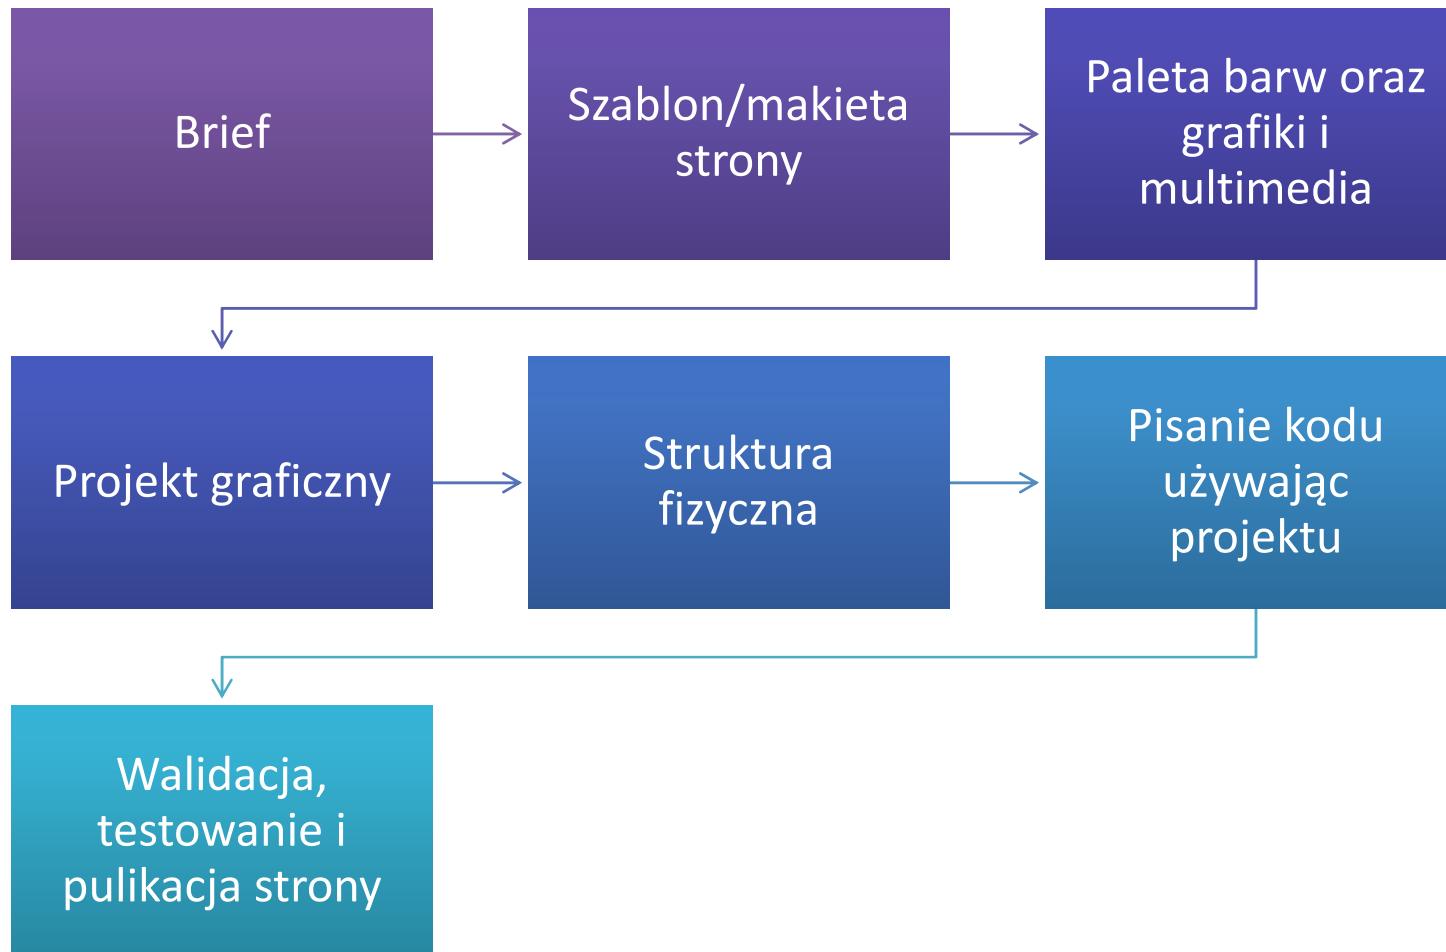 Brief
Szablon/makieta
strony
Paleta barw oraz
grafiki i
multimedia
Projekt graficzny
Struktura
fizyczna
Pisanie kodu
używając
projektu
Walidacja,
testowanie i
pulikacja strony